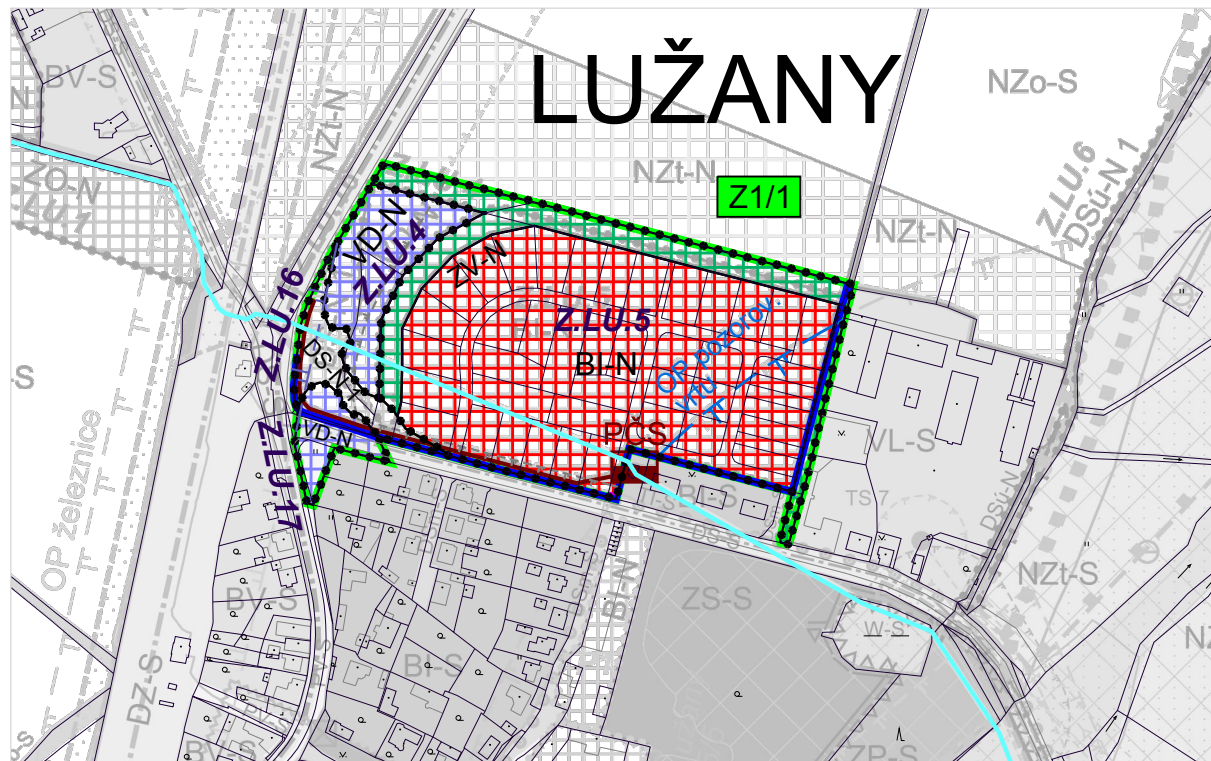 LUŽANY
BV-S
NZo-S
NZt-N
NZt-N
Z1/1
ZO-N
Z.LU.6
DSú-N 1
NZt-N
VD-N
Z.LU.4
ZV-N
Z.LU.16
Z.LU.5
BI-N
OP pozorov.
vrtu
DS-N 1
-S
PČS
VL-S
VD-N
Z.LU.17
BI-S
TS 7
OP železnice
DS-S
DSú-N
NZt-S
BV-S
BI-N
ZS-S
W-S
BI-S
DZ-S
BV-S
ZP-S